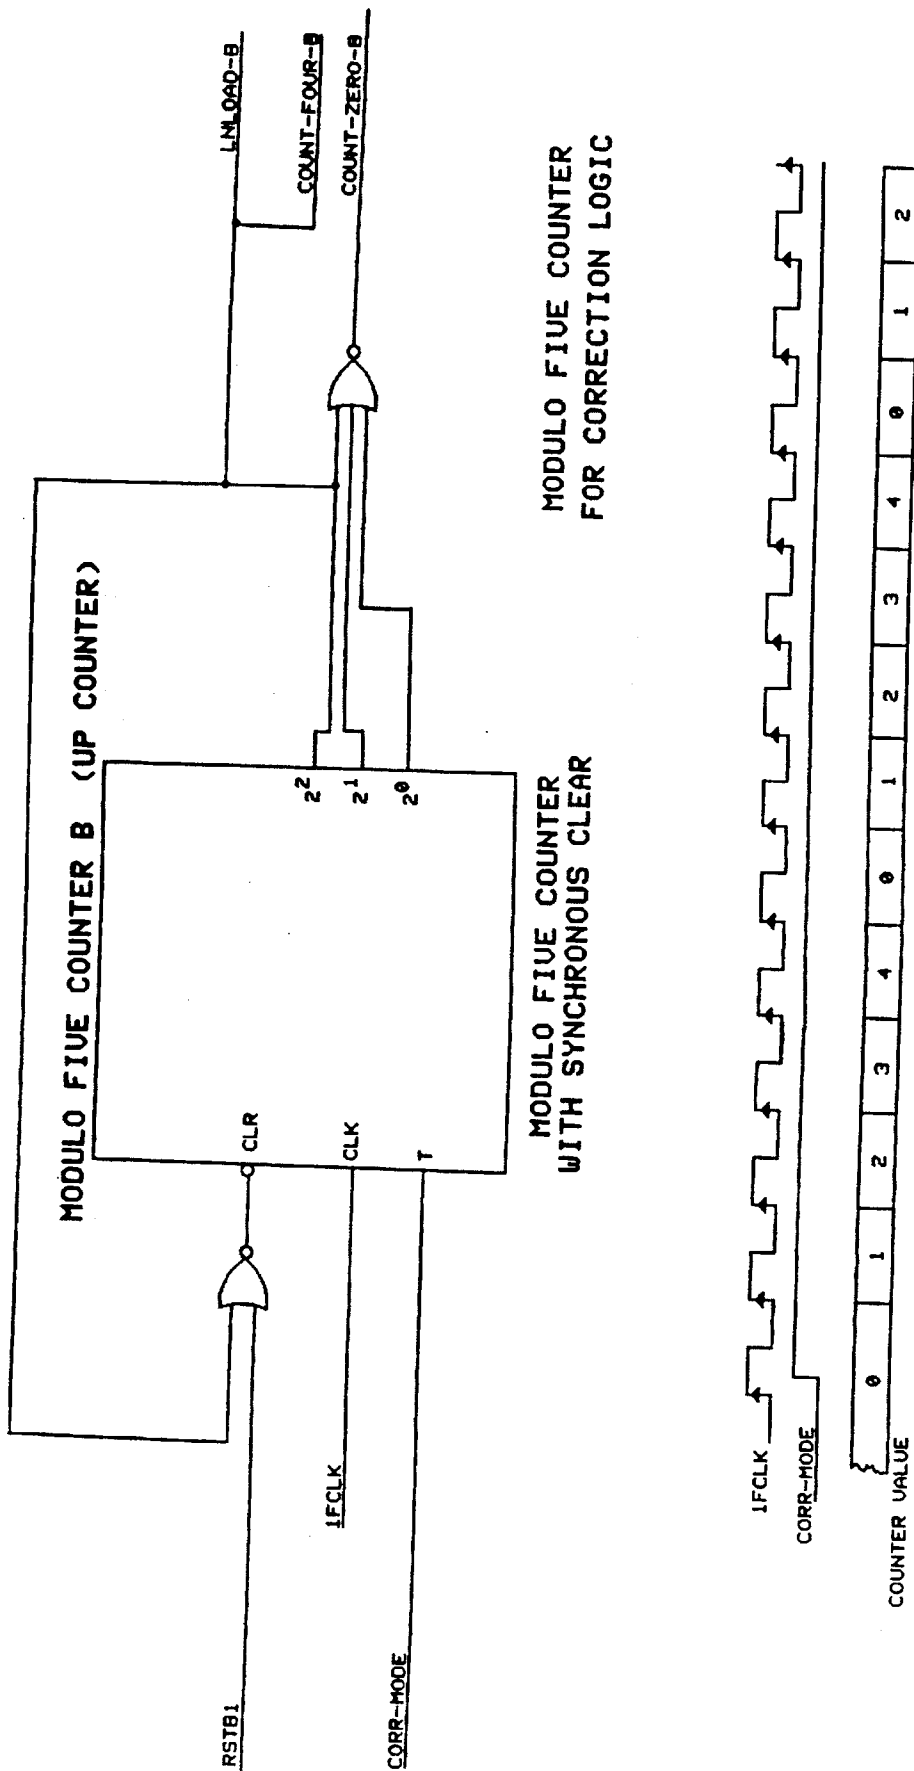 MODULO FIVE COUNTER B (UP COUNTER)
RSTB1
1FCLK
CORR-MODE
CLR
CLK
T
2²
2¹
2⁰
LNLOAD-B
COUNT-FOUR-B
COUNT-ZERO-B
MODULO FIVE COUNTER
WITH SYNCHRONOUS CLEAR
MODULO FIVE COUNTER
FOR CORRECTION LOGIC
1FCLK
CORR-MODE
COUNTER VALUE
0 1 2 3 4 0 1 2 3 4 0 1 2